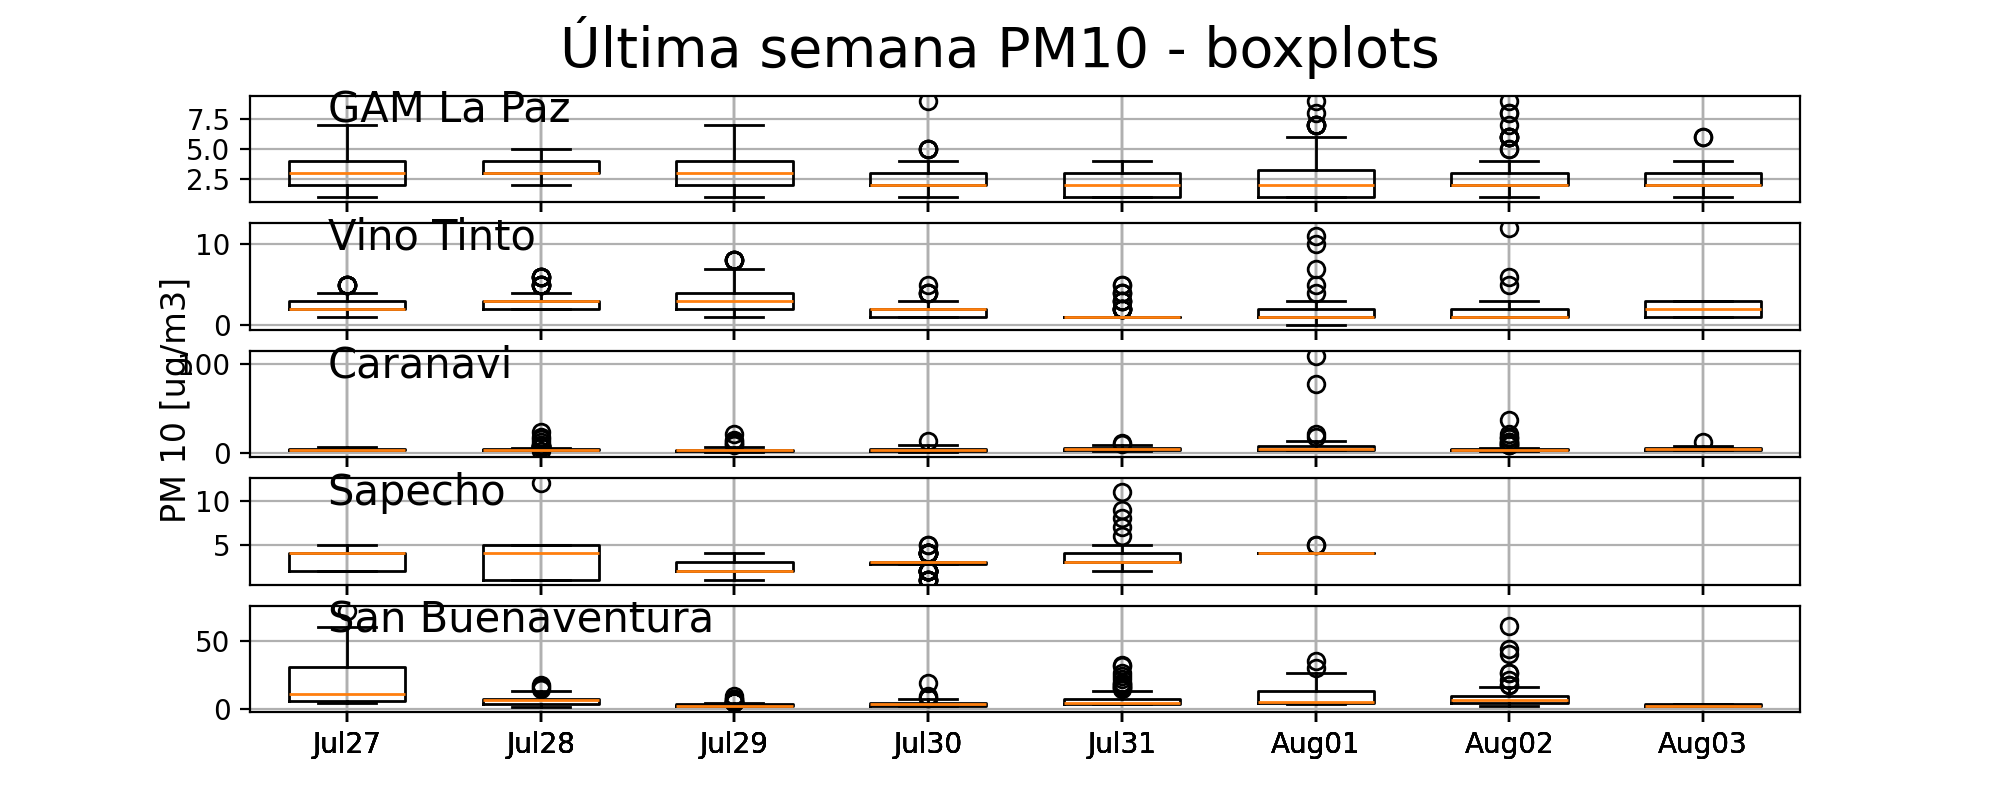 Última semana PM10 - boxplots
GAM La Paz
7.5
5.0
2.5
Vino Tinto
10
0
PM 10 [ug/m3]
Caranavi
100
0
Sapecho
10
5
San Buenaventura
50
0
Jul27 Jul28 Jul29 Jul30 Jul31 Aug01 Aug02 Aug03